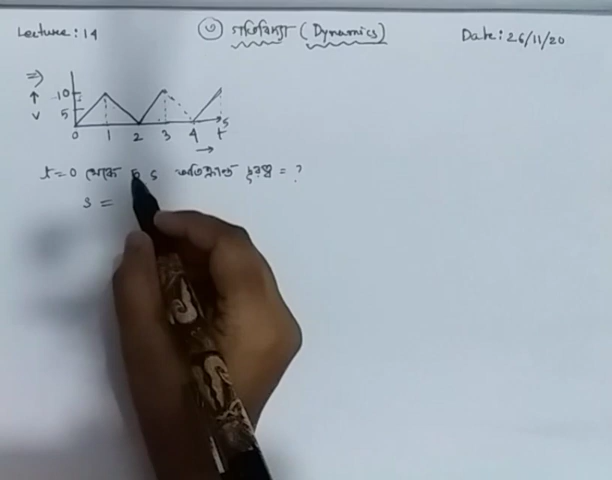 Lecture: 14
৩ গতিবিদ্যা (Dynamics)
Date: 26/11/20
=>
↑
v
10
5
0 1 2 3 4 5
t
→
t=0 থেকে 5 s অতিক্রান্ত দূরত্ব = ?
s =